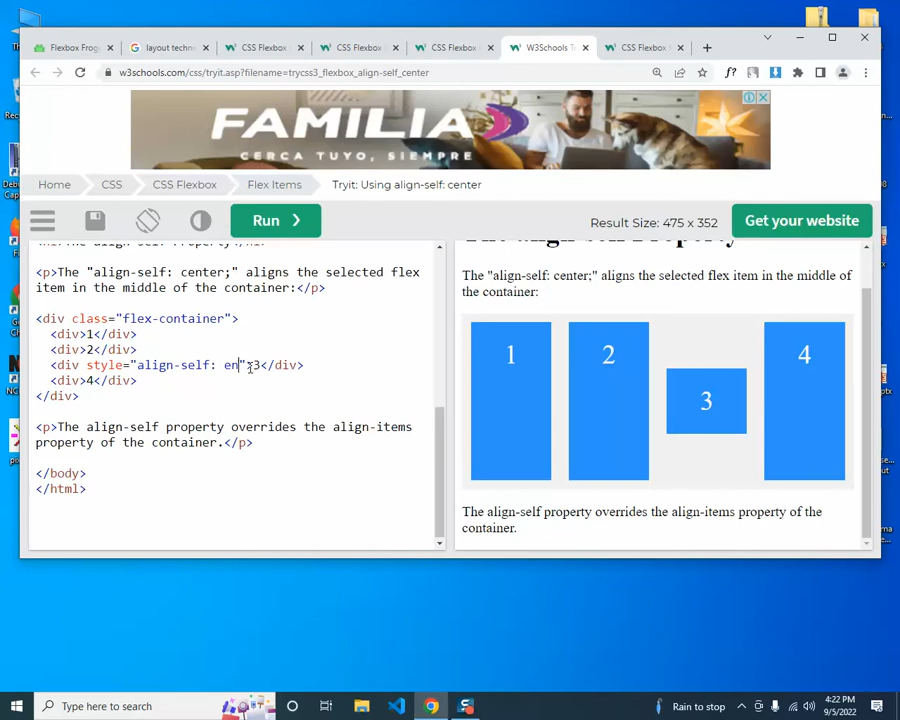 Flexbox Frog
layout techn
CSS Flexbox
CSS Flexbox
CSS Flexbox
W3Schools T
CSS Flexbox
w3schools.com/css/tryit.asp?filename=trycss3_flexbox_align-self_center
f?
FAMILIA
CERCA TUYO, SIEMPRE
Home
CSS
CSS Flexbox
Flex Items
Tryit: Using align-self: center
Run ❯
Result Size: 475 x 352
Get your website
<p>The "align-self: center;" aligns the selected flex
item in the middle of the container:</p>
<div class="flex-container">
<div>1</div>
<div>2</div>
<div style="align-self: en">3</div>
<div>4</div>
</div>
<p>The align-self property overrides the align-items
property of the container.</p>
</body>
</html>
The align-self Property
The "align-self: center;" aligns the selected flex item in the middle of
the container:
1
2
3
4
The align-self property overrides the align-items property of the
container.
Type here to search
Rain to stop
4:22 PM
9/5/2022